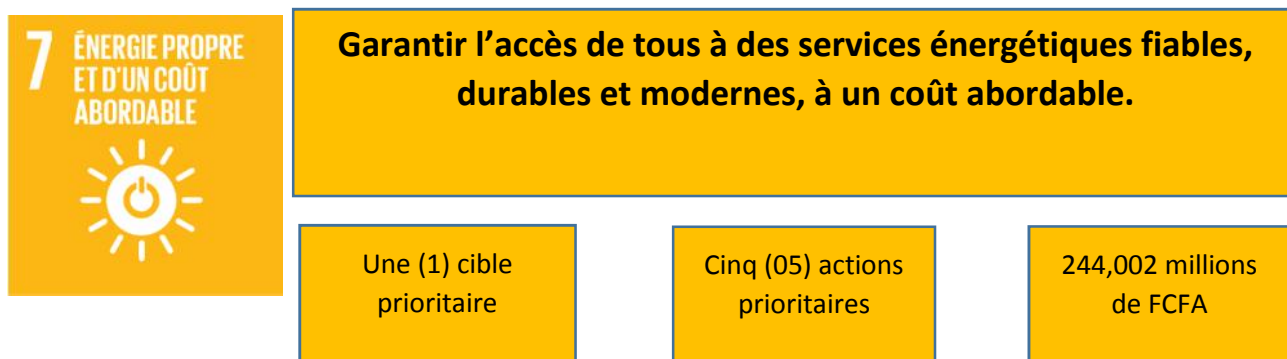 7 ÉNERGIE PROPRE
ET D'UN COÛT
ABORDABLE
Garantir l’accès de tous à des services énergétiques fiables,
durables et modernes, à un coût abordable.
Une (1) cible
prioritaire
Cinq (05) actions
prioritaires
244,002 millions
de FCFA